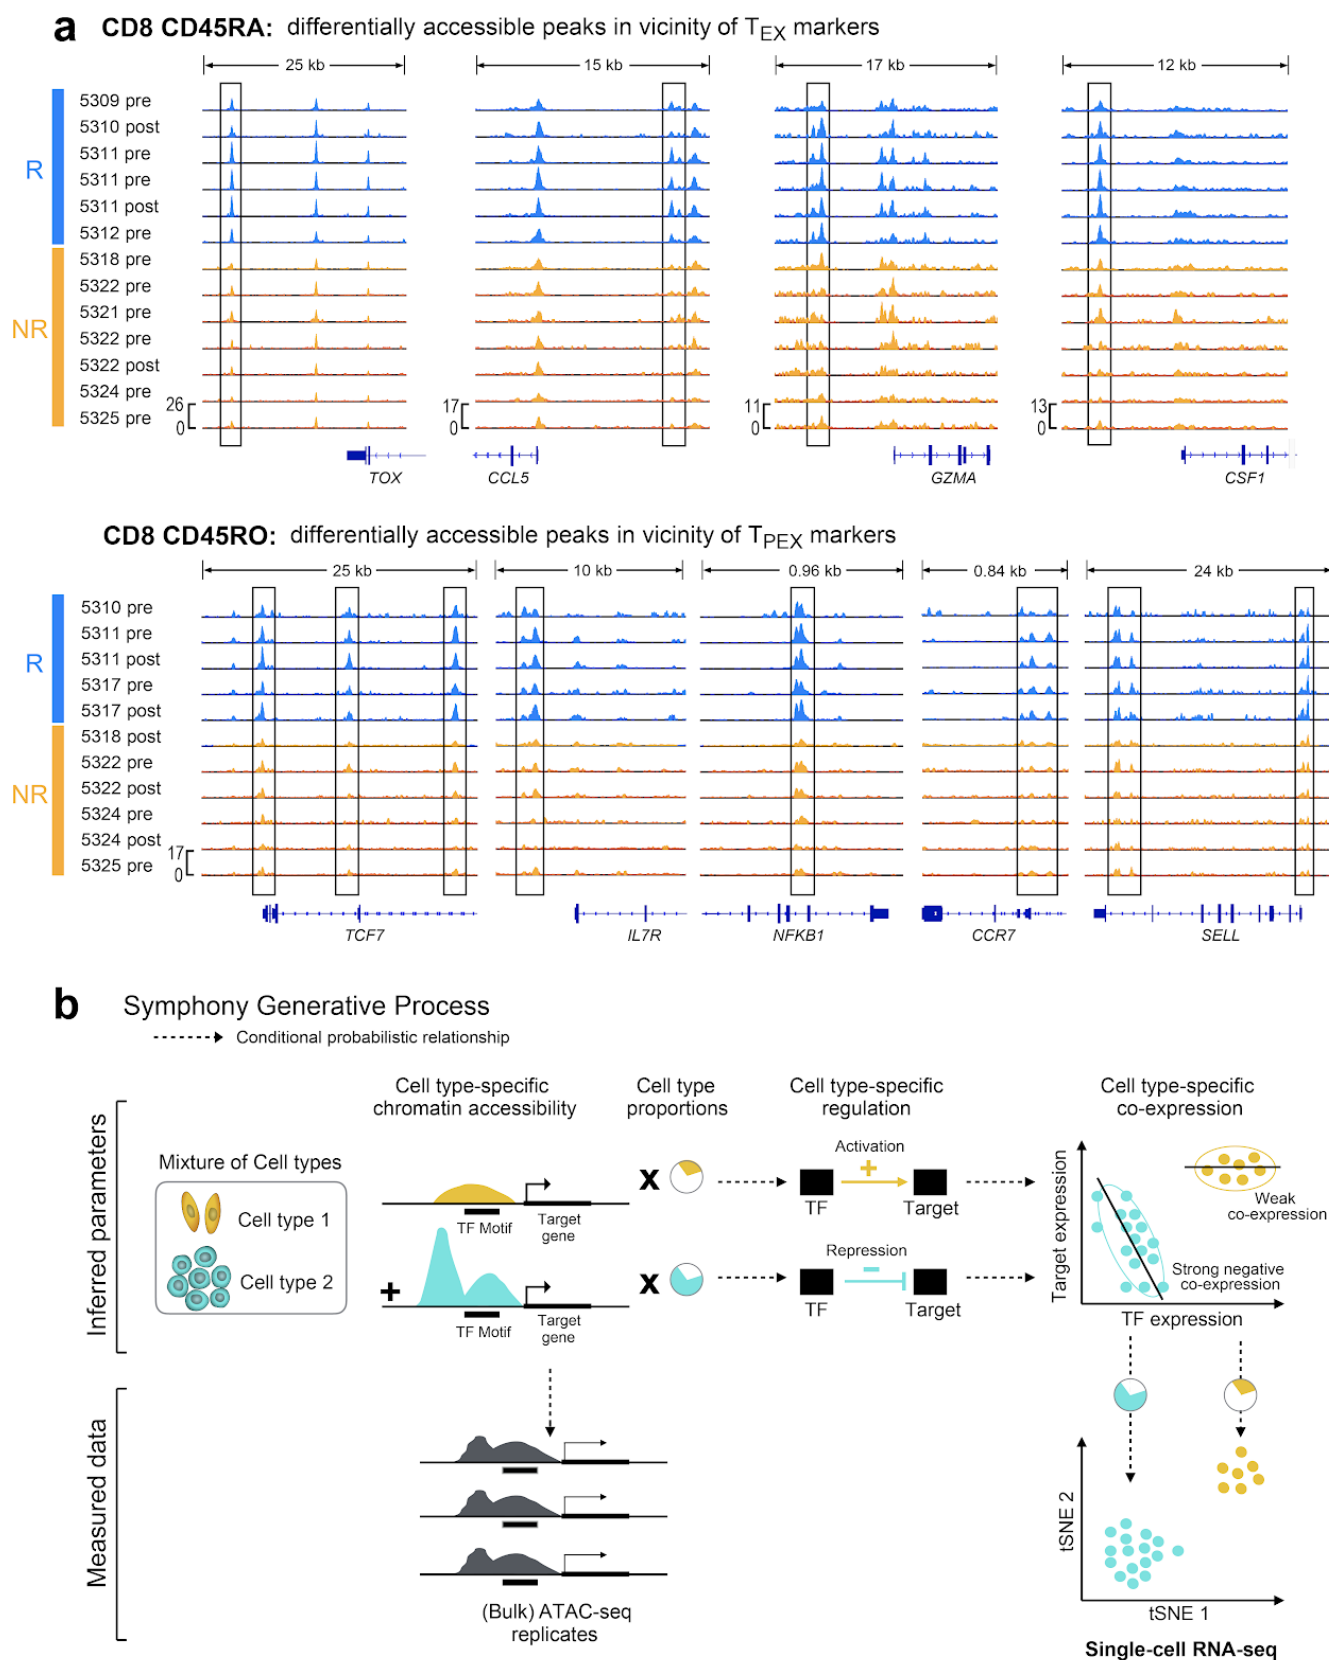 a CD8 CD45RA: differentially accessible peaks in vicinity of TEX markers
25 kb 15 kb 17 kb 12 kb
R
5309 pre
5310 post
5311 pre
5311 pre
5311 post
5312 pre
NR
5318 pre
5322 pre
5321 pre
5322 pre
5322 post
5324 pre
5325 pre
26 17 11 13
0 0 0 0
TOX CCL5 GZMA CSF1
CD8 CD45RO: differentially accessible peaks in vicinity of TPEX markers
25 kb 10 kb 0.96 kb 0.84 kb 24 kb
R
5310 pre
5311 pre
5311 post
5317 pre
5317 post
NR
5318 post
5322 pre
5322 post
5324 pre
5324 post
5325 pre
17
0
TCF7 IL7R NFKB1 CCR7 SELL
b Symphony Generative Process
Conditional probabilistic relationship
Inferred parameters
Mixture of Cell types
Cell type 1
Cell type 2
Cell type-specific
chromatin accessibility
TF Motif
Target
gene
+
TF Motif
Target
gene
Cell type
proportions
X
X
Cell type-specific
regulation
Activation
+
TF Target
Repression
-
TF Target
Cell type-specific
co-expression
Target expression
Weak
co-expression
Strong negative
co-expression
TF expression
Measured data
(Bulk) ATAC-seq
replicates
tSNE 2
tSNE 1
Single-cell RNA-seq